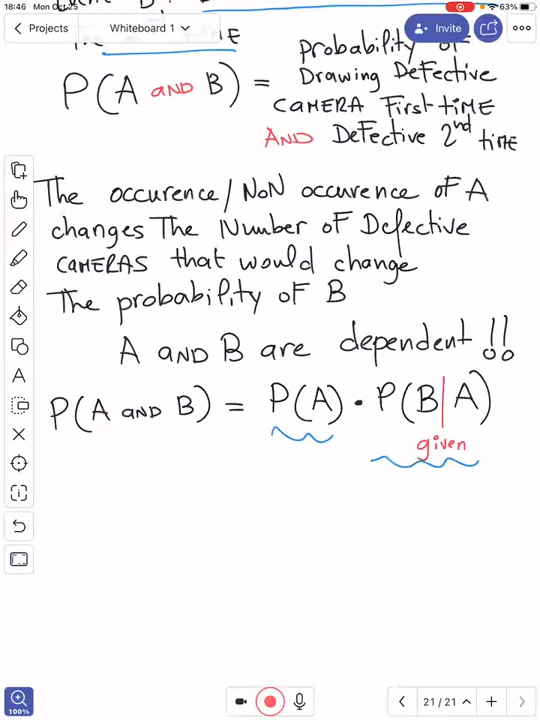 18:46 Mon Oct 25
63%
Projects
Whiteboard 1
Invite
The
probability of
Drawing Defective
P(A AND B) =
CAMERA First time
AND Defective 2nd time
The occurence/NON occurence of A
changes The Number of Defective
CAMERAS that would change
The probability of B
A AND B are dependent !!
P(A AND B) = P(A) • P(B|A)
given
A
100%
21/21